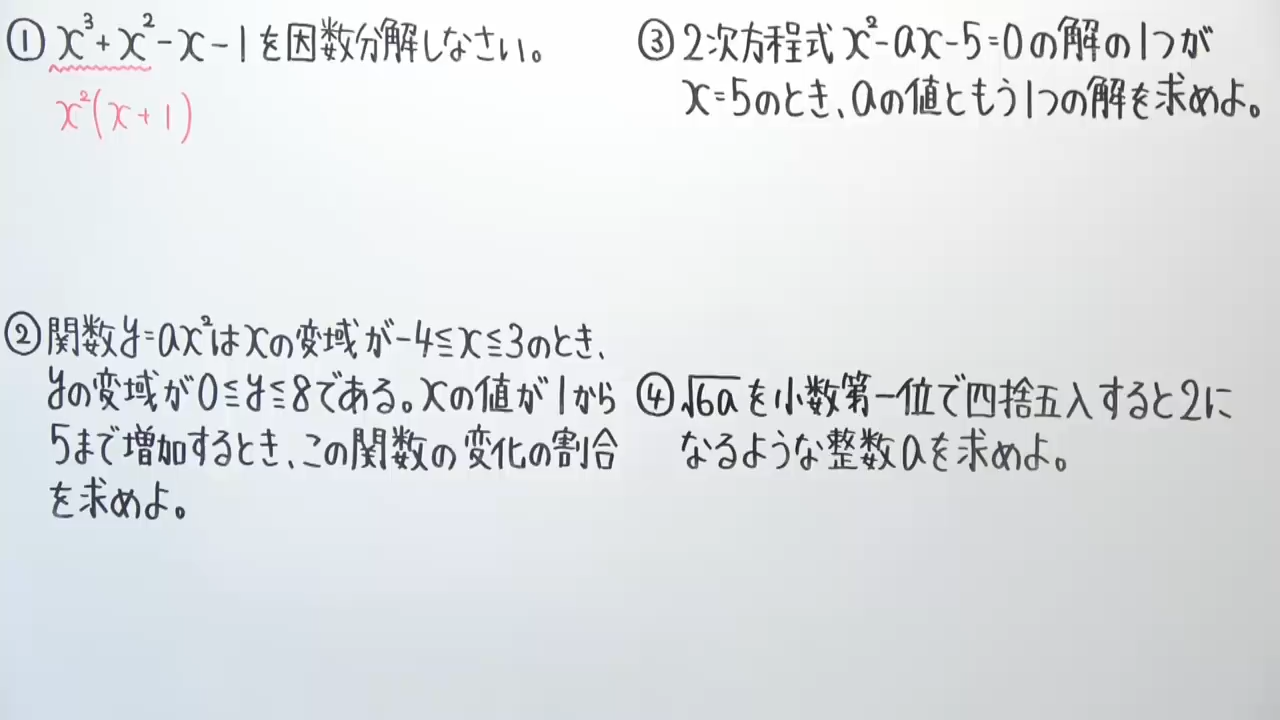 ① x³+x²-x-1を因数分解しなさい。
x²(x+1)
② 関数y=ax²はxの変域が-4≦x≦3のとき、
yの変域が0≦y≦8である。xの値が1から
5まで増加するとき、この関数の変化の割合
を求めよ。
③ 2次方程式x²-ax-5=0の解の1つが
x=5のとき、aの値ともう1つの解を求めよ。
④ √6aを小数第一位で四捨五入すると2に
なるような整数aを求めよ。